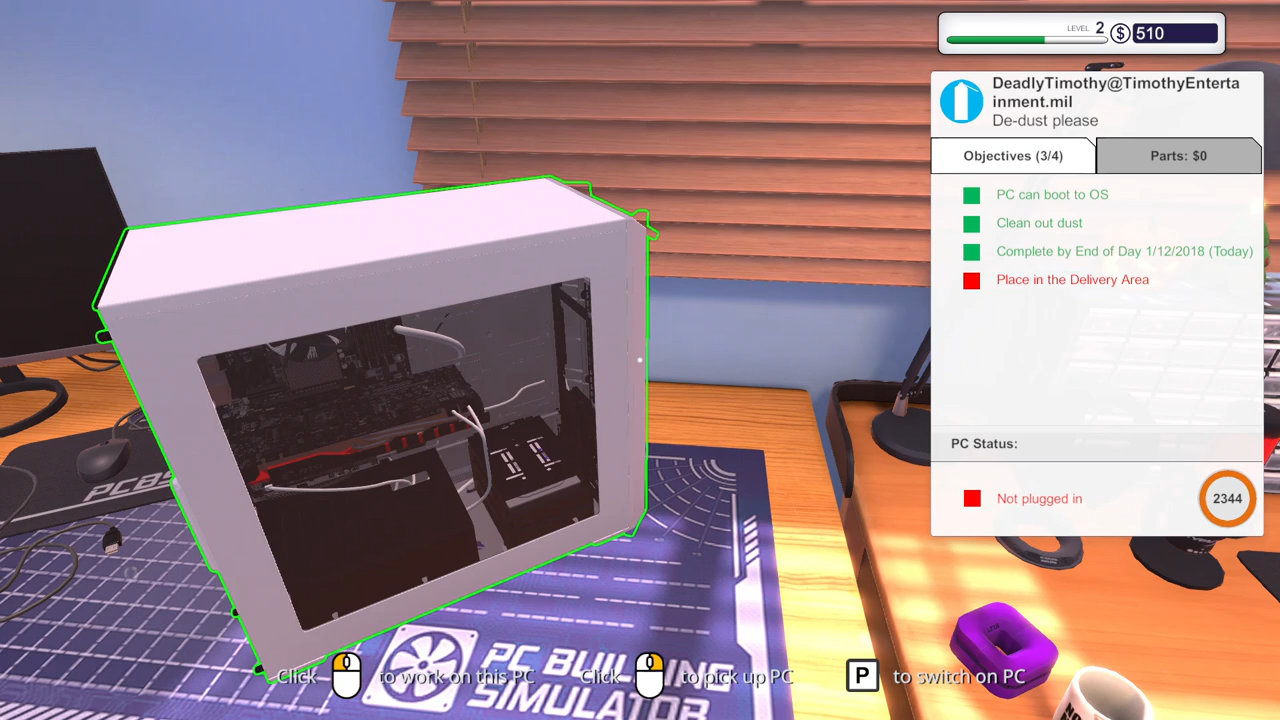 LEVEL 2 $ 510
DeadlyTimothy@TimothyEnterta
inment.mil
De-dust please
Objectives (3/4)
Parts: $0
PC can boot to OS
Clean out dust
Complete by End of Day 1/12/2018 (Today)
Place in the Delivery Area
PC Status:
Not plugged in
2344
PC BUILDING
SIMULATOR
Click to work on this PC
Click to pick up PC
P to switch on PC